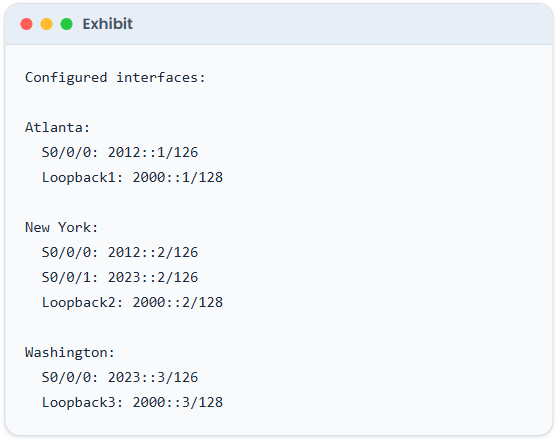 Exhibit
Configured interfaces:
Atlanta:
S0/0/0: 2012::1/126
Loopback1: 2000::1/128
New York:
S0/0/0: 2012::2/126
S0/0/1: 2023::2/126
Loopback2: 2000::2/128
Washington:
S0/0/0: 2023::3/126
Loopback3: 2000::3/128